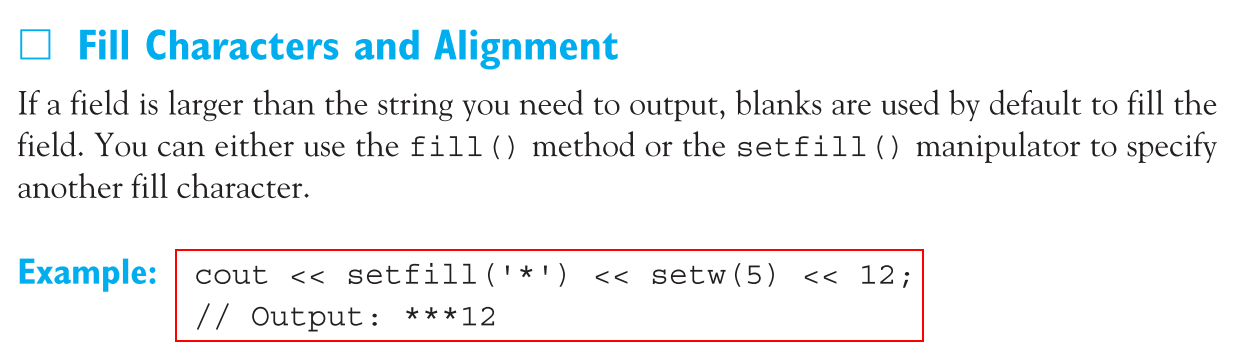 Fill Characters and Alignment
If a field is larger than the string you need to output, blanks are used by default to fill the
field. You can either use the fill() method or the setfill() manipulator to specify
another fill character.
Example: cout << setfill('*') << setw(5) << 12;
// Output: ***12